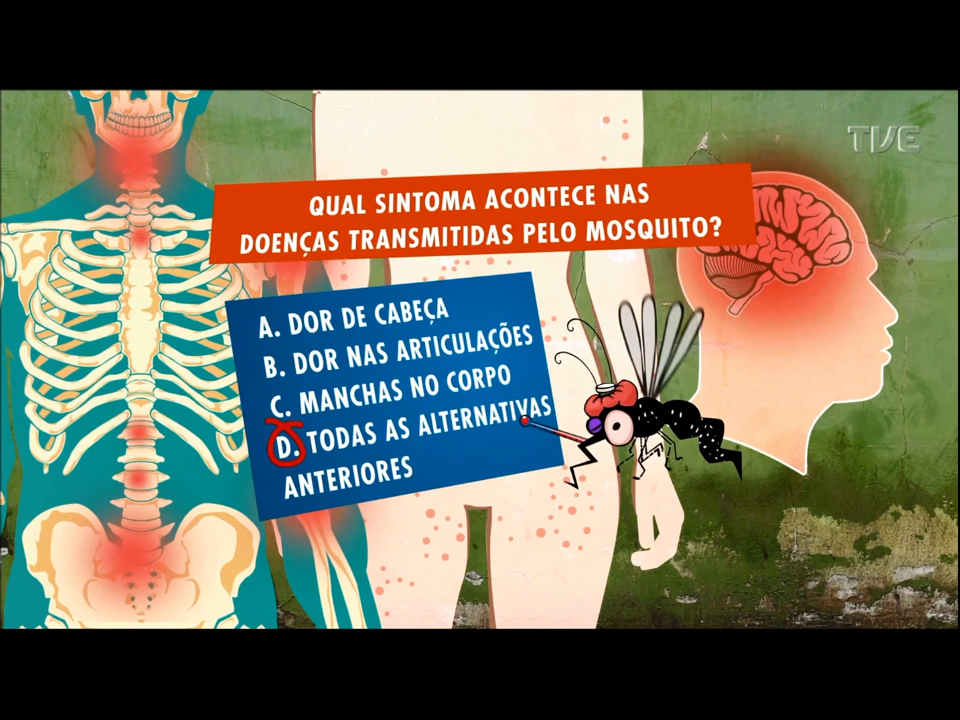 TVE
QUAL SINTOMA ACONTECE NAS
DOENÇAS TRANSMITIDAS PELO MOSQUITO?
A. DOR DE CABEÇA
B. DOR NAS ARTICULAÇÕES
C. MANCHAS NO CORPO
D. TODAS AS ALTERNATIVAS
ANTERIORES